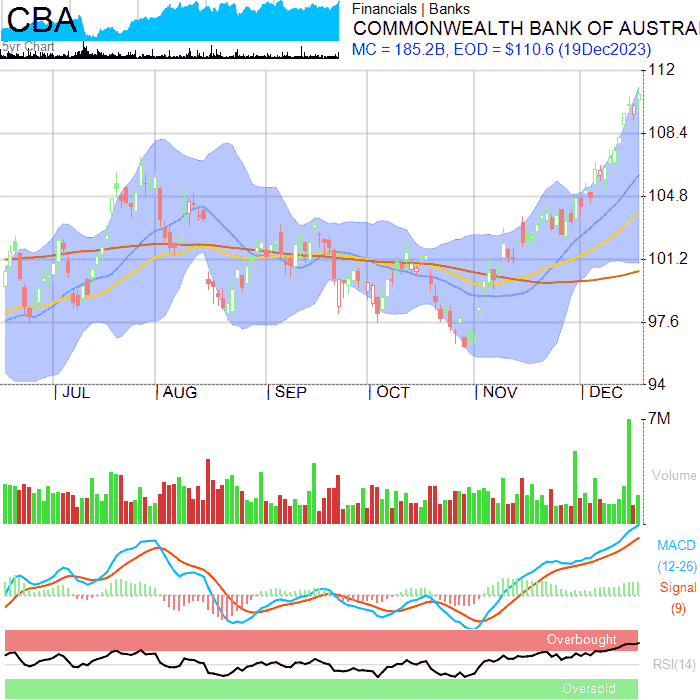 CBA
5yr Chart
Financials | Banks
COMMONWEALTH BANK OF AUSTRA
MC = 185.2B, EOD = $110.6 (19Dec2023)
112
108.4
104.8
101.2
97.6
94
JUL AUG SEP OCT NOV DEC
7M
Volume
MACD
(12-26)
Signal
(9)
Overbought
RSI(14)
Oversold